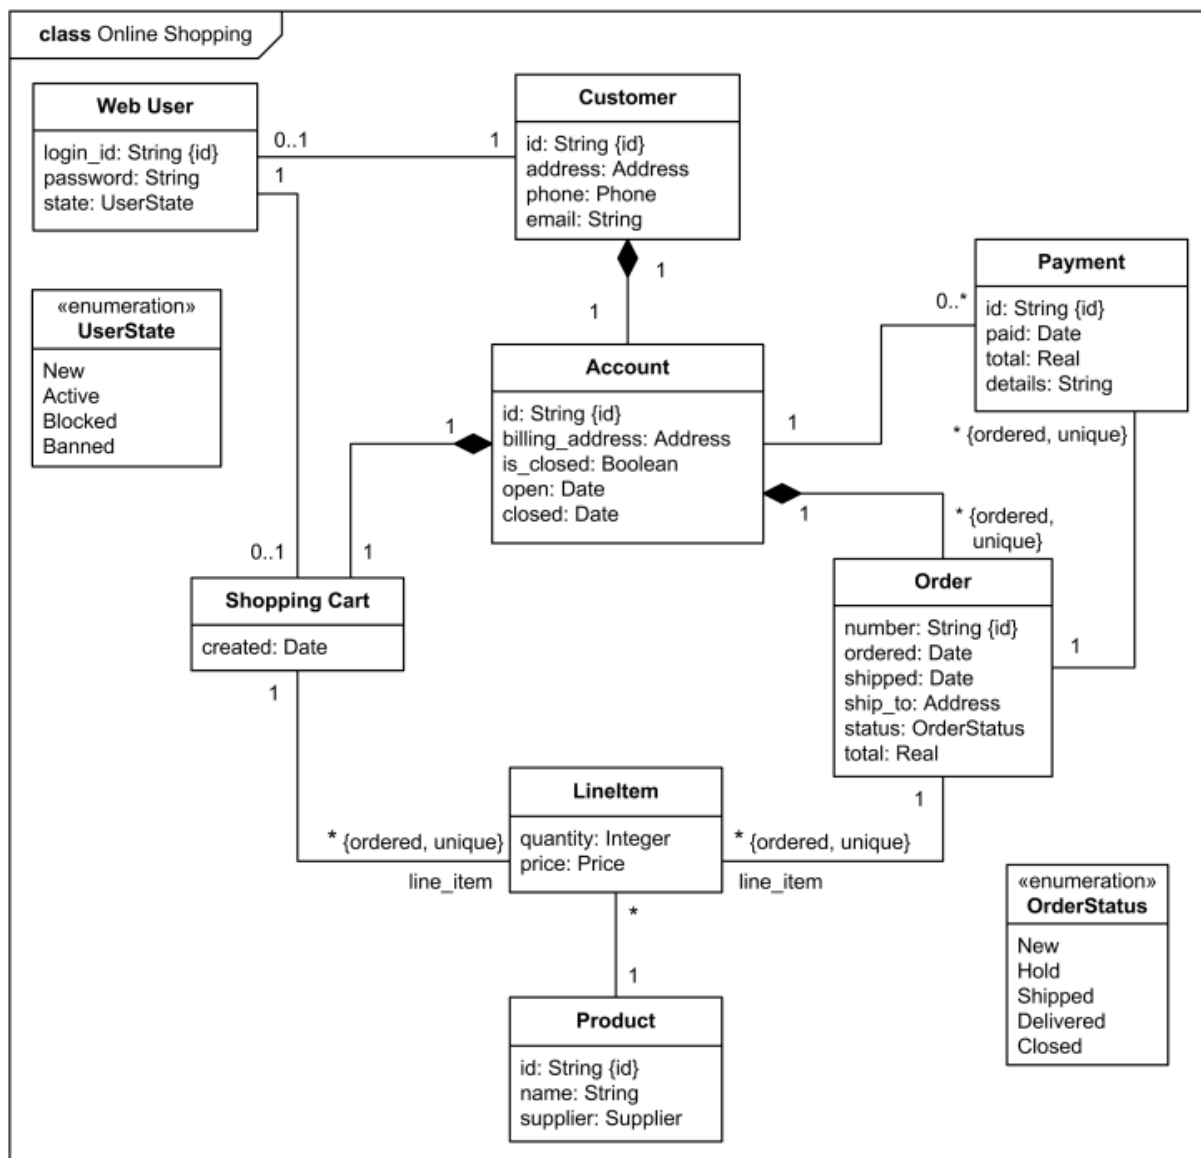 class Online Shopping
Web User
login_id: String {id}
password: String
state: UserState
0..1
1
1
Customer
id: String {id}
address: Address
phone: Phone
email: String
1
1
«enumeration»
UserState
New
Active
Blocked
Banned
Payment
id: String {id}
paid: Date
total: Real
details: String
0..*
1
* {ordered, unique}
Account
id: String {id}
billing_address: Address
is_closed: Boolean
open: Date
closed: Date
1
1
* {ordered,
unique}
0..1
1
Shopping Cart
created: Date
1
Order
number: String {id}
ordered: Date
shipped: Date
ship_to: Address
status: OrderStatus
total: Real
1
1
LineItem
quantity: Integer
price: Price
* {ordered, unique}
line_item
* {ordered, unique}
line_item
*
1
Product
id: String {id}
name: String
supplier: Supplier
«enumeration»
OrderStatus
New
Hold
Shipped
Delivered
Closed